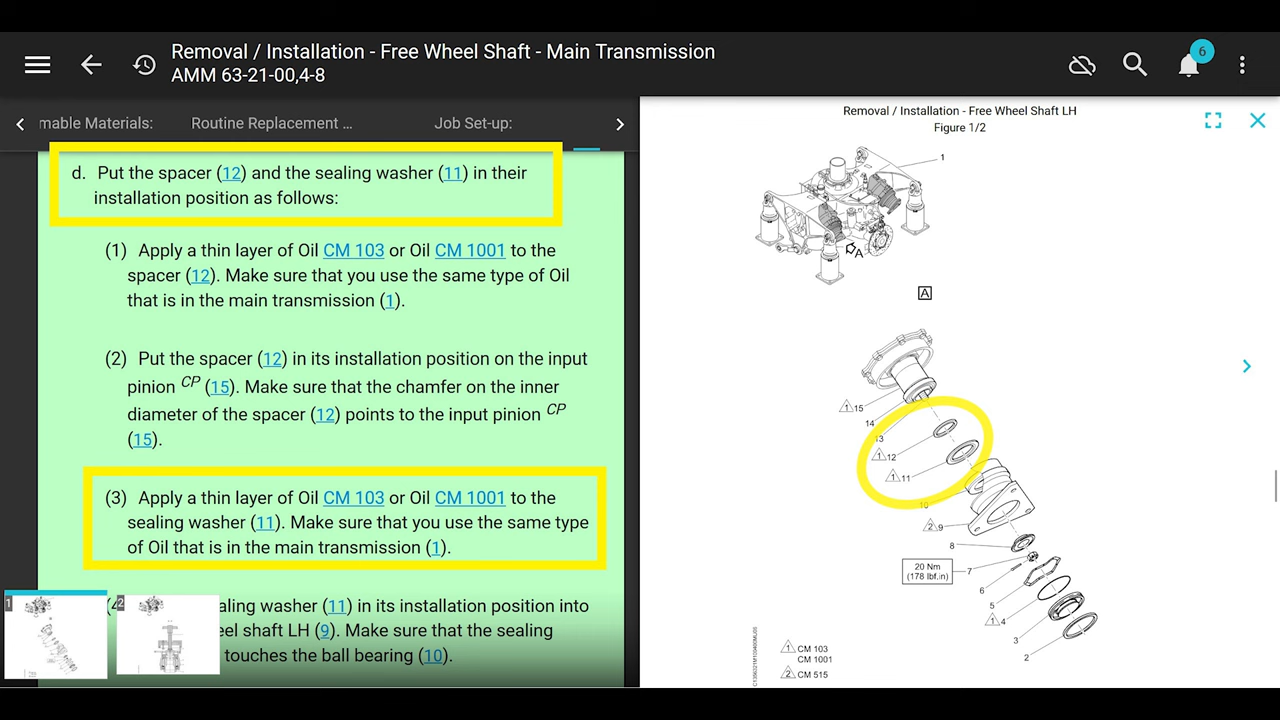 Removal / Installation - Free Wheel Shaft - Main Transmission
AMM 63-21-00,4-8
6
mable Materials:
Routine Replacement …
Job Set-up:
d. Put the spacer (12) and the sealing washer (11) in their
installation position as follows:
(1) Apply a thin layer of Oil CM 103 or Oil CM 1001 to the
spacer (12). Make sure that you use the same type of Oil
that is in the main transmission (1).
(2) Put the spacer (12) in its installation position on the input
pinion CP (15). Make sure that the chamfer on the inner
diameter of the spacer (12) points to the input pinion CP
(15).
(3) Apply a thin layer of Oil CM 103 or Oil CM 1001 to the
sealing washer (11). Make sure that you use the same type
of Oil that is in the main transmission (1).
(4
aling washer (11) in its installation position into
eel shaft LH (9). Make sure that the sealing
touches the ball bearing (10).
1
2
Removal / Installation - Free Wheel Shaft LH
Figure 1/2
1
A
A
1 15
14
13
1 12
1 11
10
2 9
8
20 Nm
(178 lbf.in)
7
6
5
1 4
3
2
1 CM 103
CM 1001
2 CM 515